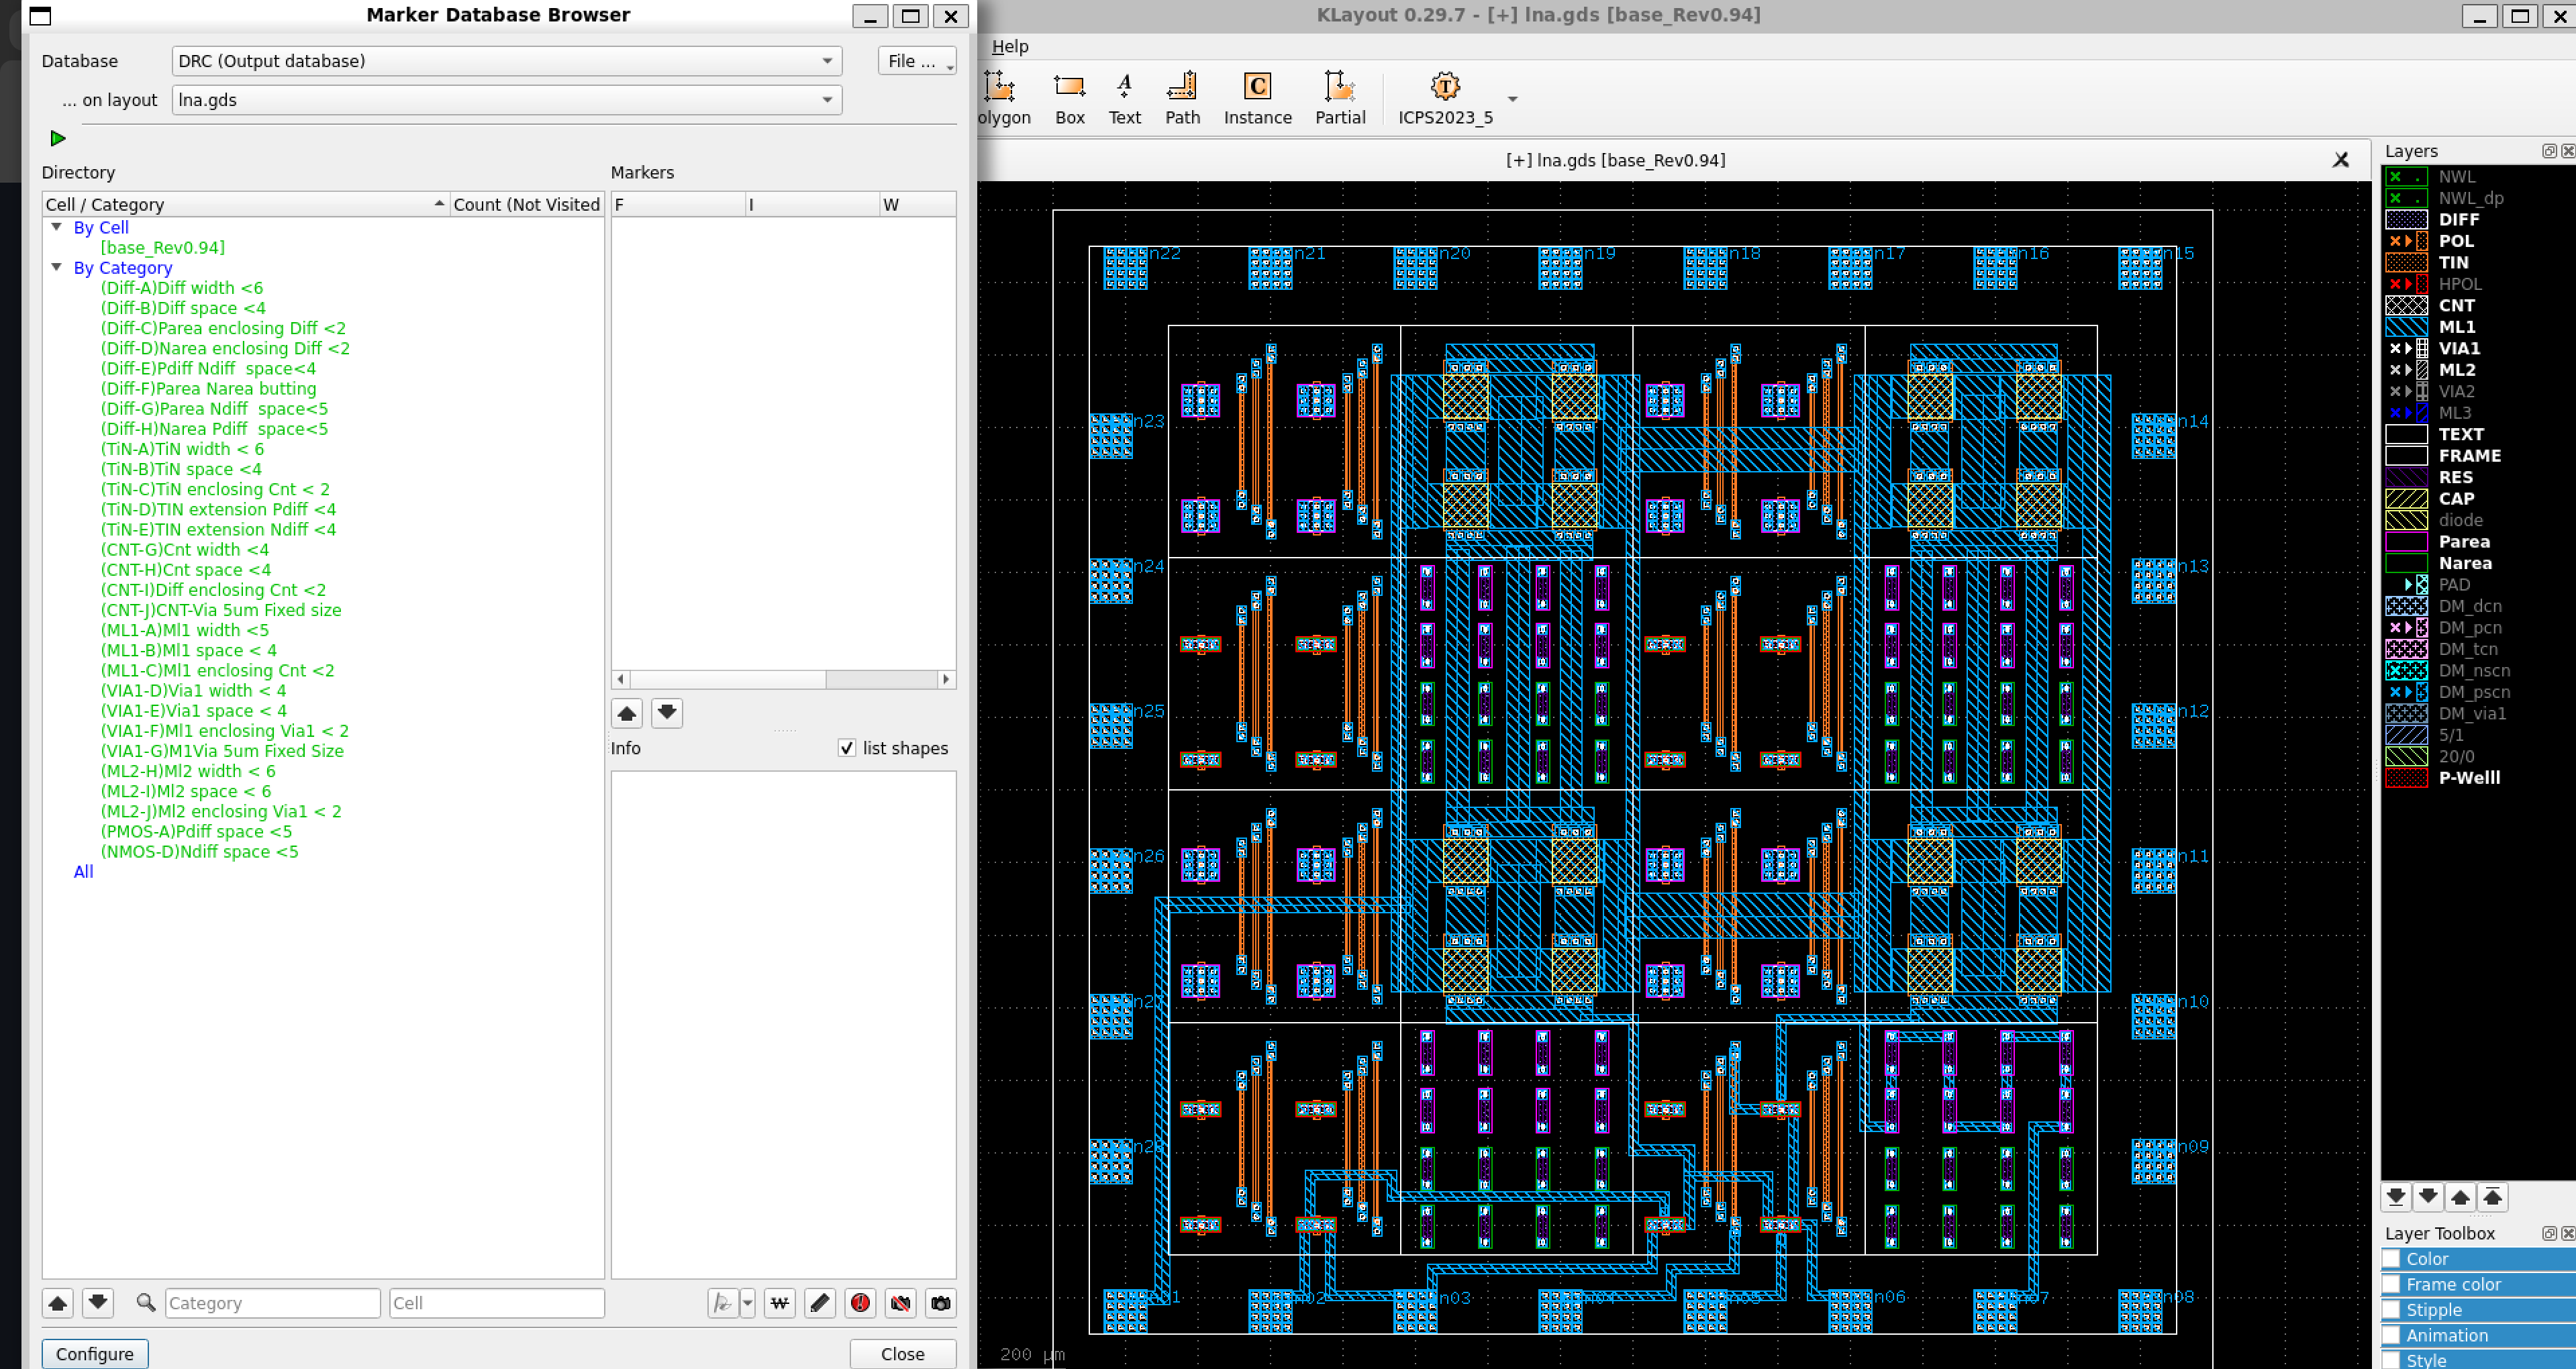 Marker Database Browser
Database
DRC (Output database)
File ...
... on layout
lna.gds
Directory
Markers
Cell / Category
Count (Not Visited
F
I
W
By Cell
[base_Rev0.94]
By Category
(Diff-A)Diff width <6
(Diff-B)Diff space <4
(Diff-C)Parea enclosing Diff <2
(Diff-D)Narea enclosing Diff <2
(Diff-E)Pdiff Ndiff  space<4
(Diff-F)Parea Narea butting
(Diff-G)Parea Ndiff  space<5
(Diff-H)Narea Pdiff  space<5
(TiN-A)TiN width < 6
(TiN-B)TiN space <4
(TiN-C)TiN enclosing Cnt < 2
(TiN-D)TIN extension Pdiff <4
(TiN-E)TIN extension Ndiff <4
(CNT-G)Cnt width <4
(CNT-H)Cnt space <4
(CNT-I)Diff enclosing Cnt <2
(CNT-J)CNT-Via 5um Fixed size
(ML1-A)Ml1 width <5
(ML1-B)Ml1 space < 4
(ML1-C)Ml1 enclosing Cnt <2
(VIA1-D)Via1 width < 4
(VIA1-E)Via1 space < 4
(VIA1-F)Ml1 enclosing Via1 < 2
(VIA1-G)M1Via 5um Fixed Size
(ML2-H)Ml2 width < 6
(ML2-I)Ml2 space < 6
(ML2-J)Ml2 enclosing Via1 < 2
(PMOS-A)Pdiff space <5
(NMOS-D)Ndiff space <5
All
Info
list shapes
Category
Cell
Configure
Close
KLayout 0.29.7 - [+] lna.gds [base_Rev0.94]
Help
olygon
Box
Text
Path
Instance
Partial
ICPS2023_5
[+] lna.gds [base_Rev0.94]
n22
n21
n20
n19
n18
n17
n16
n15
n23
n14
n24
n13
n25
n12
n26
n11
n27
n10
n28
n09
n01
n02
n03
n04
n05
n06
n07
n08
200 µm
Layers
NWL
NWL_dp
DIFF
POL
TIN
HPOL
CNT
ML1
VIA1
ML2
VIA2
ML3
TEXT
FRAME
RES
CAP
diode
Parea
Narea
PAD
DM_dcn
DM_pcn
DM_tcn
DM_nscn
DM_pscn
DM_via1
5/1
20/0
P-Welll
Layer Toolbox
Color
Frame color
Stipple
Animation
Style